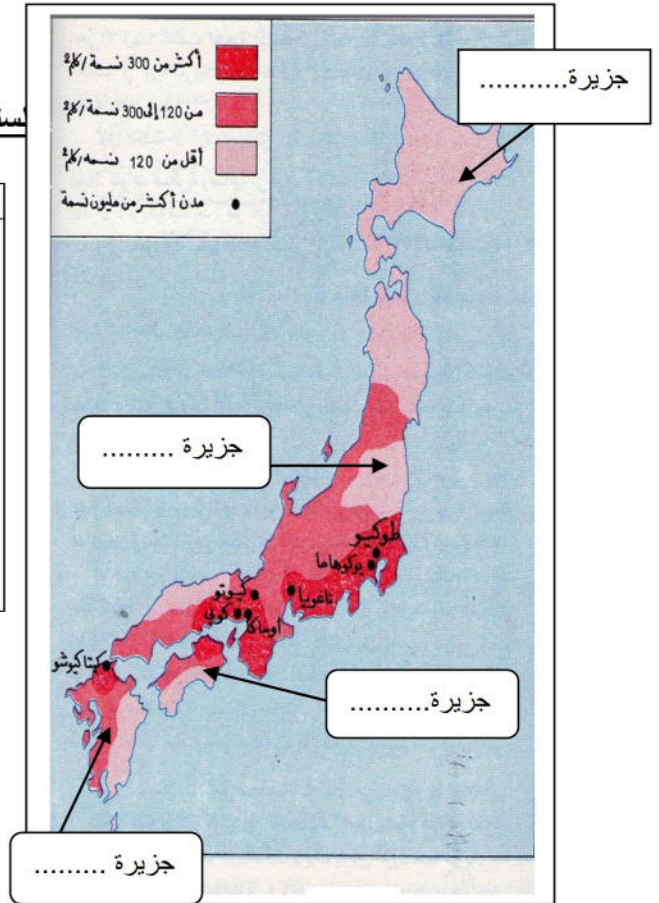 أكثر من 300 نسمة/كلم²
من 120 إلى 300 نسمة/كلم²
أقل من 120 نسمة/كلم²
مدن أكثر من مليون نسمة
جزيرة...........
جزيرة .........
طوكيو
يوكوهاما
ناغويا
كيوتو
كوبي
أوماكا
كيتاكيوشو
جزيرة..........
جزيرة .........